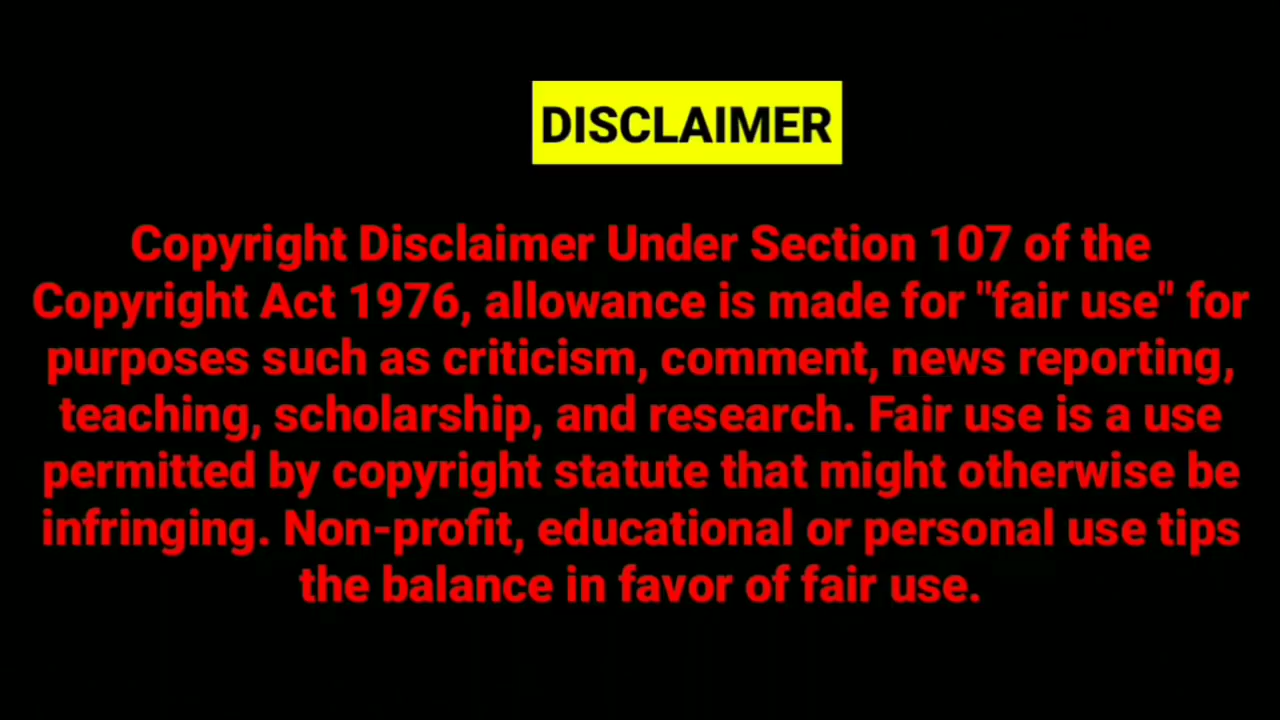 DISCLAIMER
Copyright Disclaimer Under Section 107 of the
Copyright Act 1976, allowance is made for "fair use" for
purposes such as criticism, comment, news reporting,
teaching, scholarship, and research. Fair use is a use
permitted by copyright statute that might otherwise be
infringing. Non-profit, educational or personal use tips
the balance in favor of fair use.